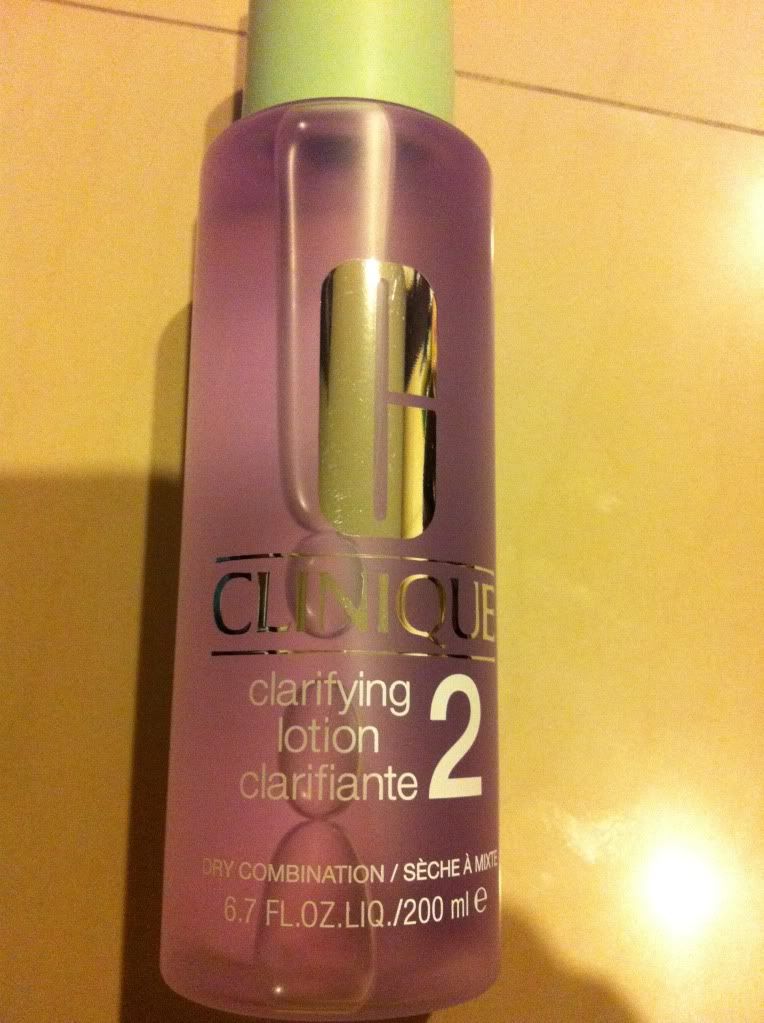 CLINIQUE
clarifying
lotion
clarifiante
2
DRY COMBINATION / SÈCHE À MIXTE
6.7 FL.OZ.LIQ./200 ml ℮